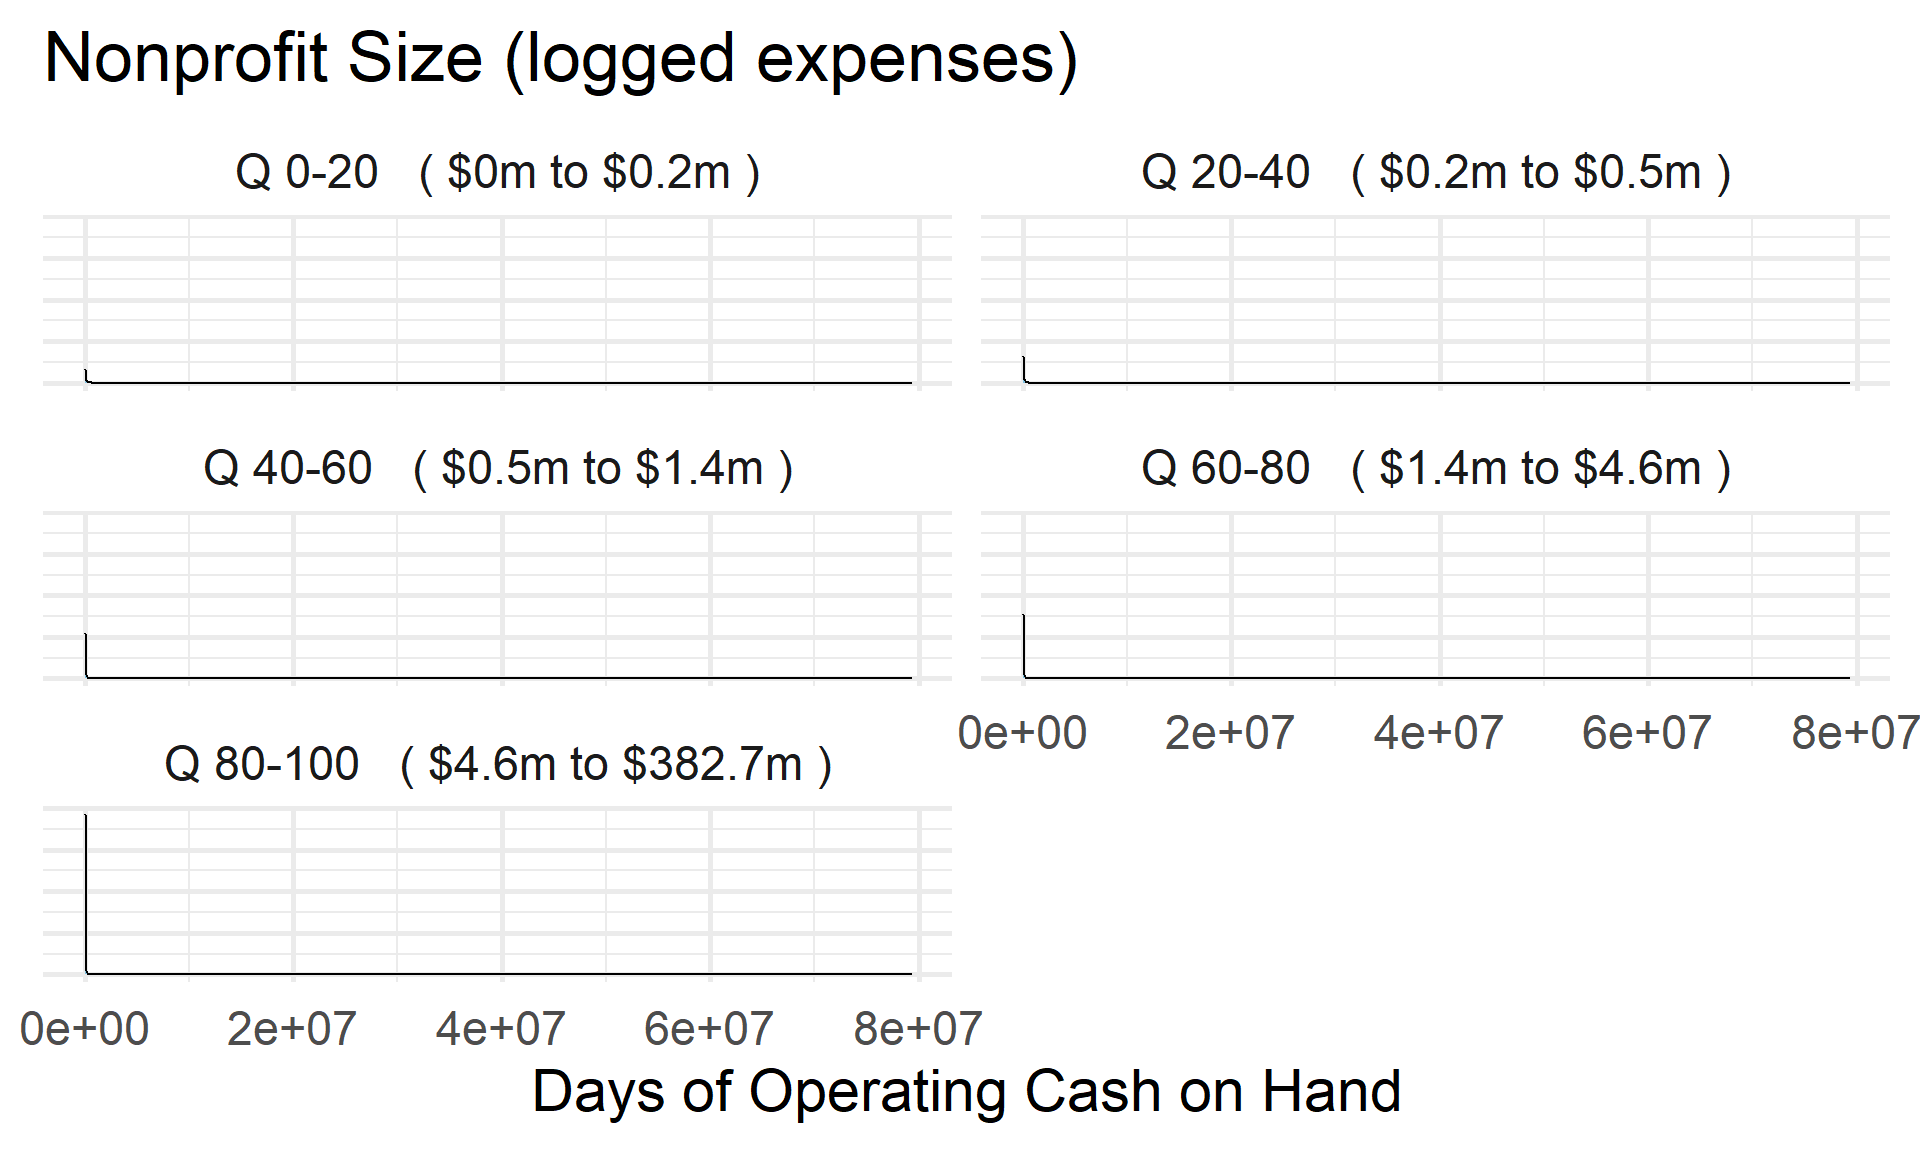 Nonprofit Size (logged expenses)
Q 0-20 ( $0m to $0.2m )
Q 20-40 ( $0.2m to $0.5m )
Q 40-60 ( $0.5m to $1.4m )
Q 60-80 ( $1.4m to $4.6m )
0e+00 2e+07 4e+07 6e+07 8e+07
Q 80-100 ( $4.6m to $382.7m )
0e+00 2e+07 4e+07 6e+07 8e+07
Days of Operating Cash on Hand